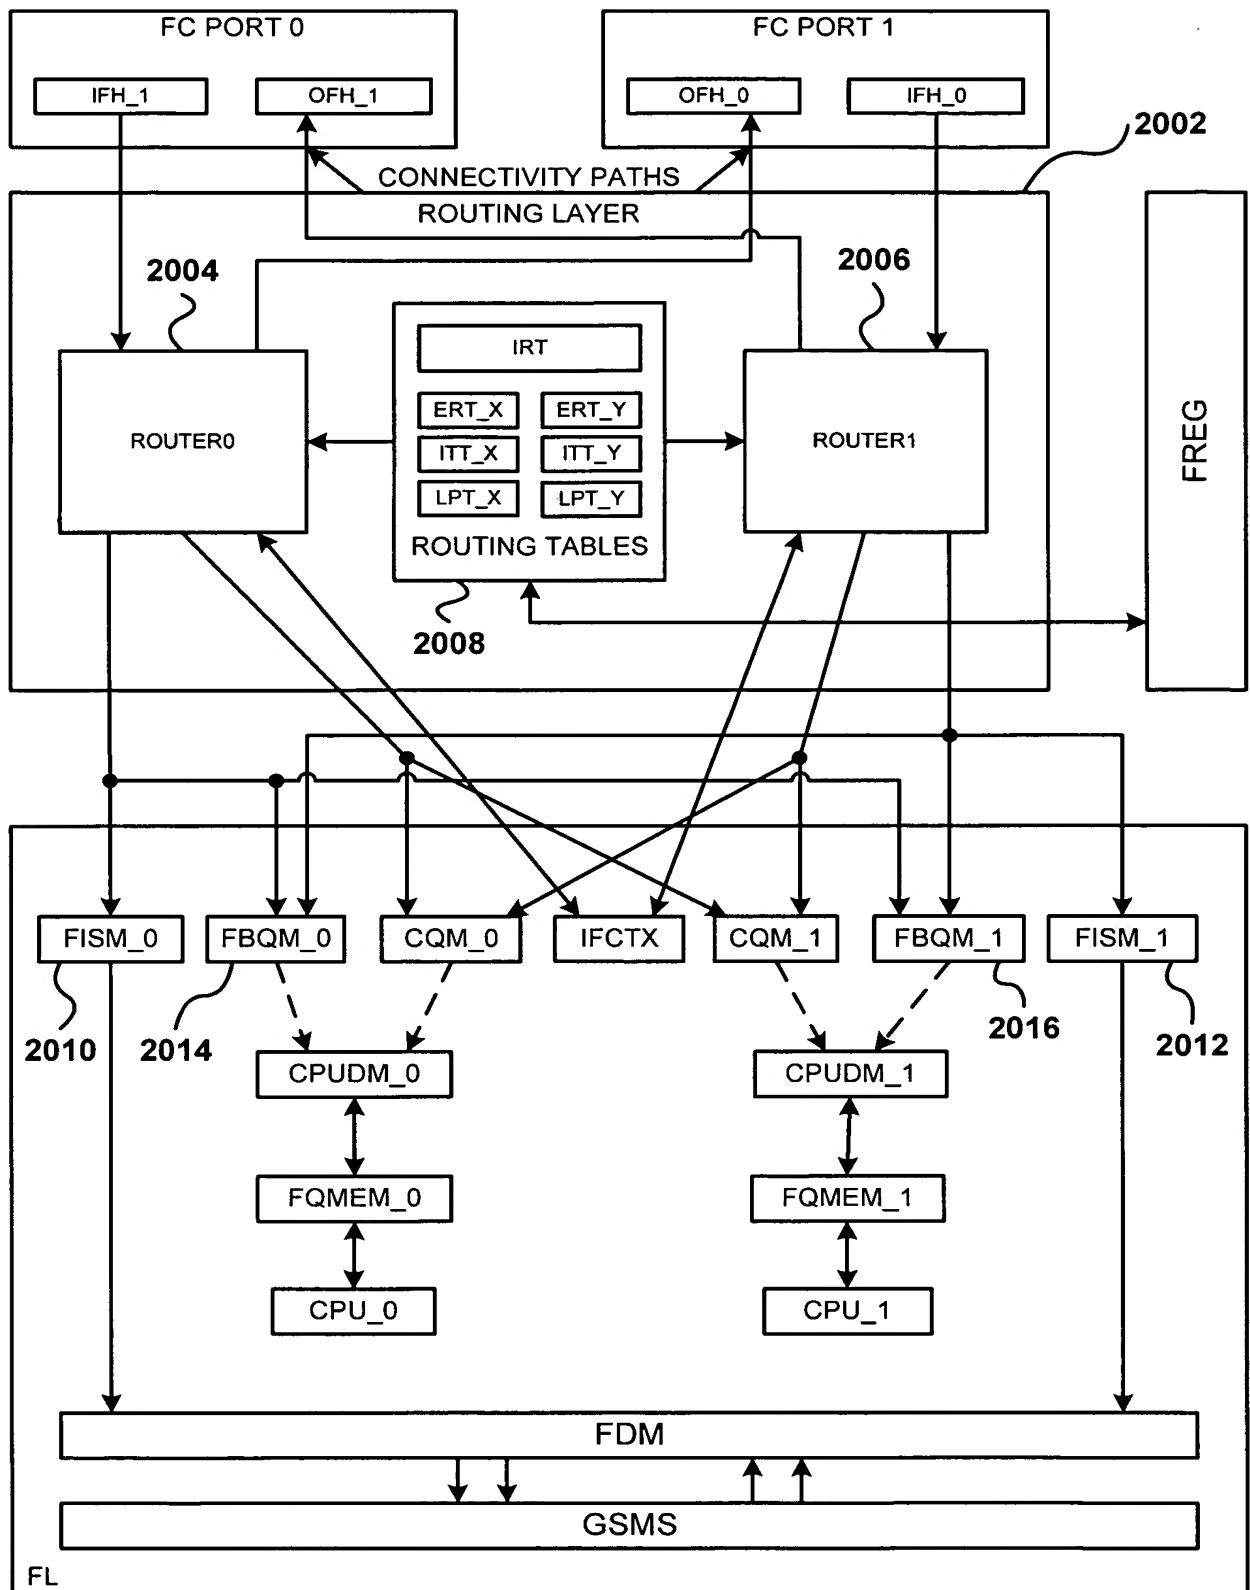 FC PORT 0
FC PORT 1
IFH_1
OFH_1
OFH_0
IFH_0
2002
CONNECTIVITY PATHS
ROUTING LAYER
2004
2006
IRT
ERT_X
ERT_Y
ITT_X
ITT_Y
LPT_X
LPT_Y
ROUTING TABLES
ROUTER0
ROUTER1
FREG
2008
FISM_0
FBQM_0
CQM_0
IFCTX
CQM_1
FBQM_1
FISM_1
2010
2014
2016
2012
CPUDM_0
CPUDM_1
FQMEM_0
FQMEM_1
CPU_0
CPU_1
FDM
GSMS
FL